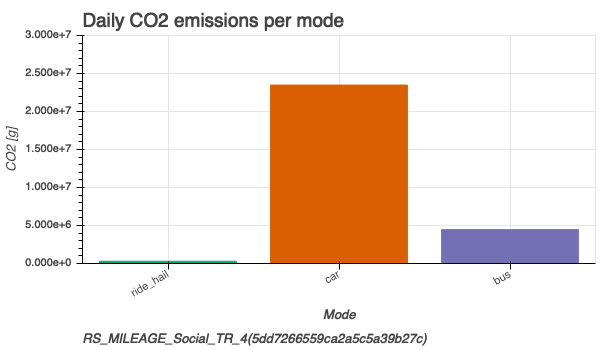 Daily CO2 emissions per mode
3.000e+7
2.500e+7
2.000e+7
1.500e+7
1.000e+7
5.000e+6
0.000e+0
CO2 [g]
ride_hail
car
bus
Mode
RS_MILEAGE_Social_TR_4(5dd7266559ca2a5c5a39b27c)